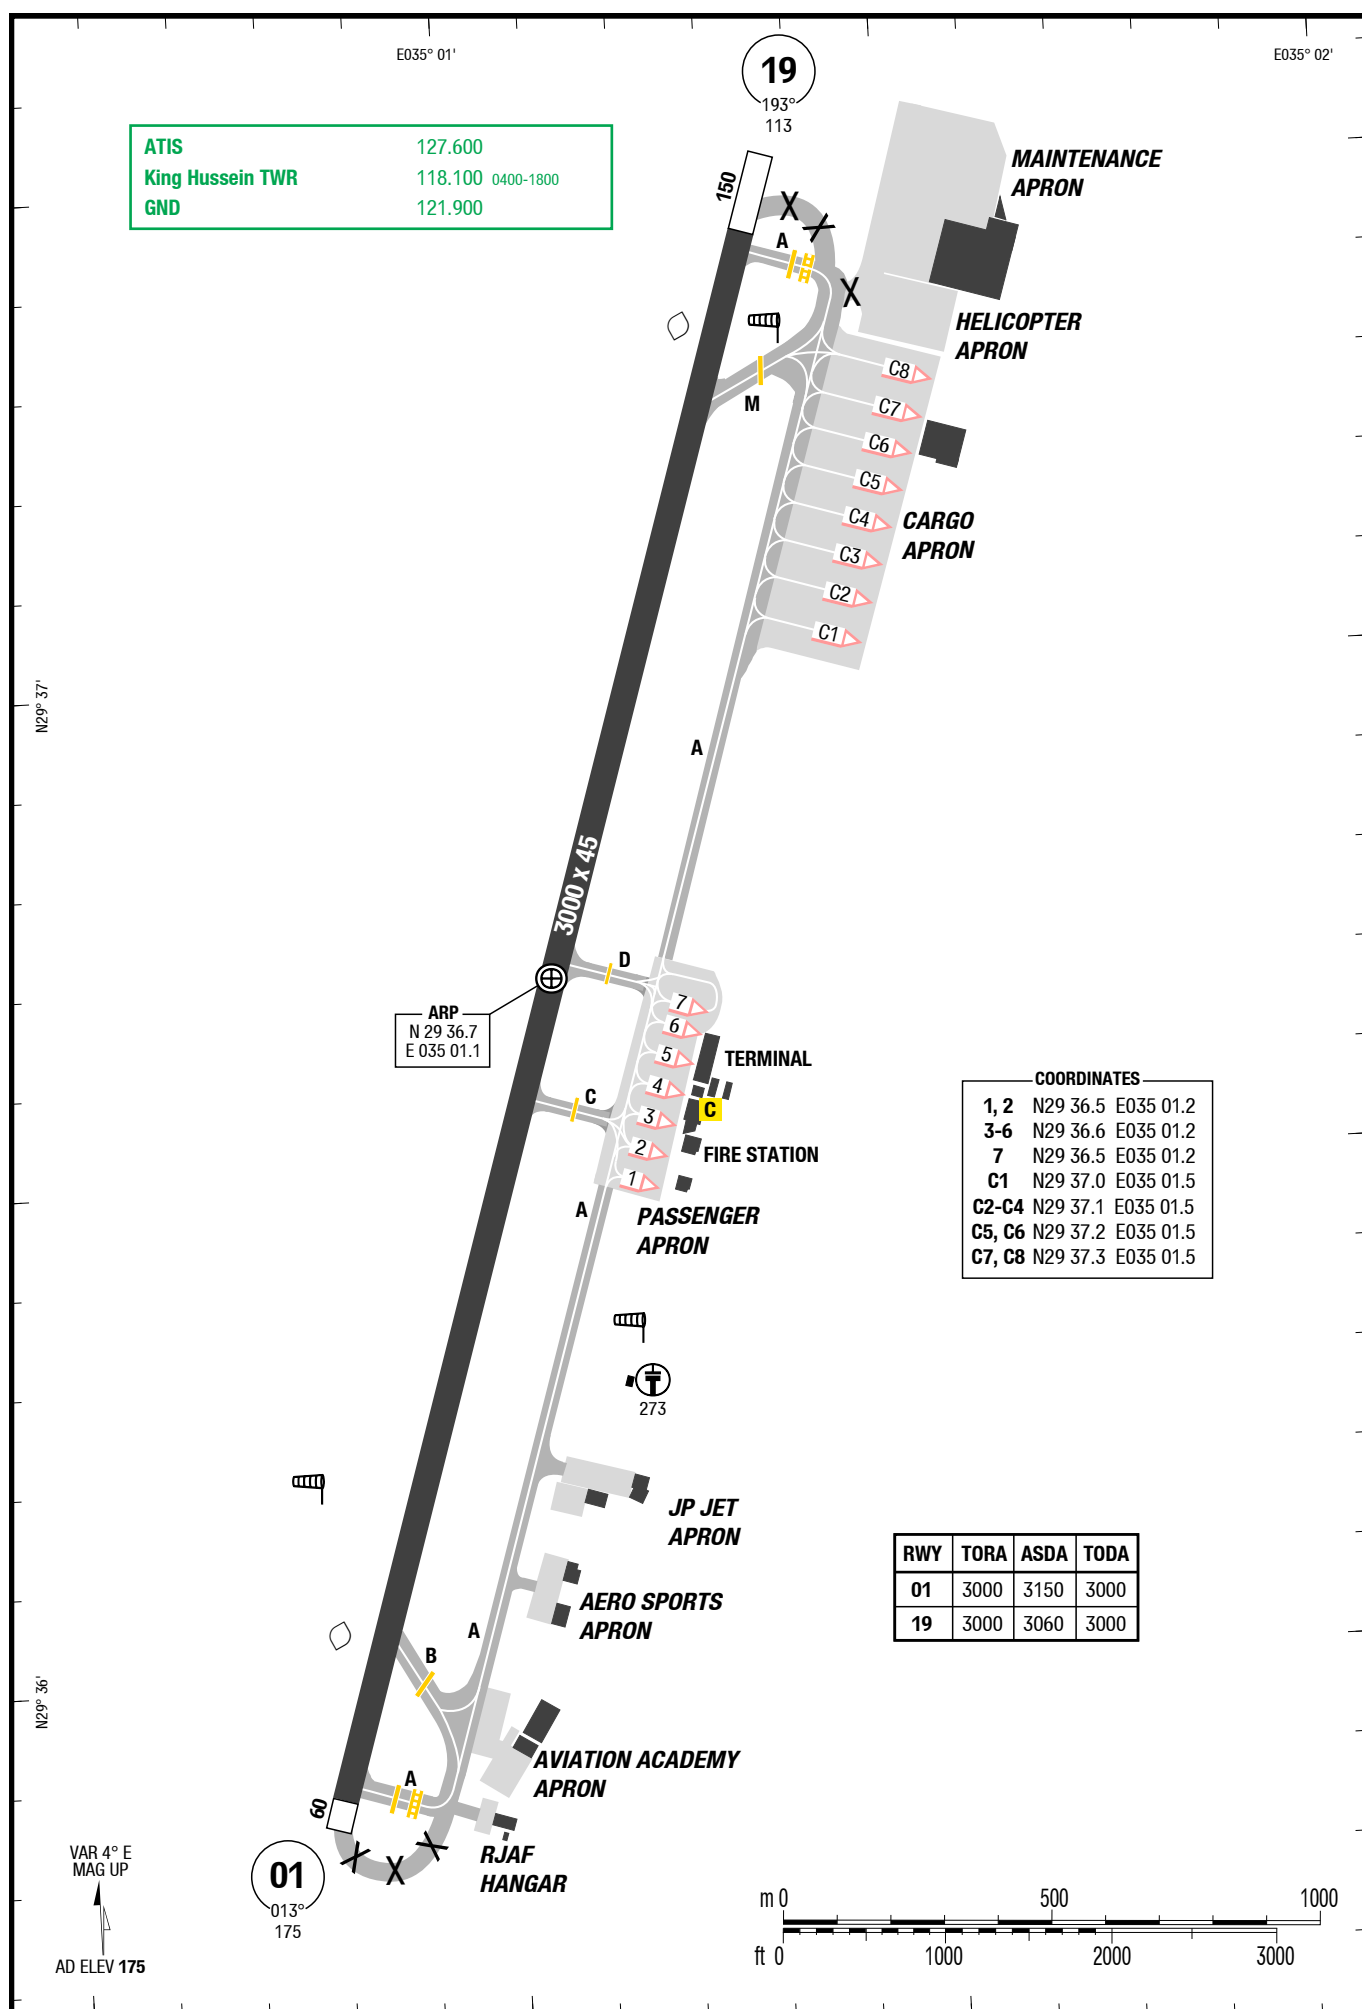 E035° 01'
E035° 02'
19
193°
113
ATIS 127.600
King Hussein TWR 118.100 0400-1800
GND 121.900
MAINTENANCE
APRON
150
A
HELICOPTER
APRON
M
C8
C7
C6
C5
C4
C3
C2
C1
CARGO
APRON
N29° 37'
A
3000 x 45
D
ARP
N 29 36.7
E 035 01.1
7
6
5
4
3
2
1
TERMINAL
C
C
FIRE STATION
A
PASSENGER
APRON
COORDINATES
1, 2 N29 36.5 E035 01.2
3-6 N29 36.6 E035 01.2
7 N29 36.5 E035 01.2
C1 N29 37.0 E035 01.5
C2-C4 N29 37.1 E035 01.5
C5, C6 N29 37.2 E035 01.5
C7, C8 N29 37.3 E035 01.5
273
JP JET
APRON
RWY TORA ASDA TODA
01 3000 3150 3000
19 3000 3060 3000
AERO SPORTS
APRON
A
B
N29° 36'
AVIATION ACADEMY
APRON
A
60
RJAF
HANGAR
01
013°
175
VAR 4° E
MAG UP
AD ELEV 175
m 0 500 1000
ft 0 1000 2000 3000